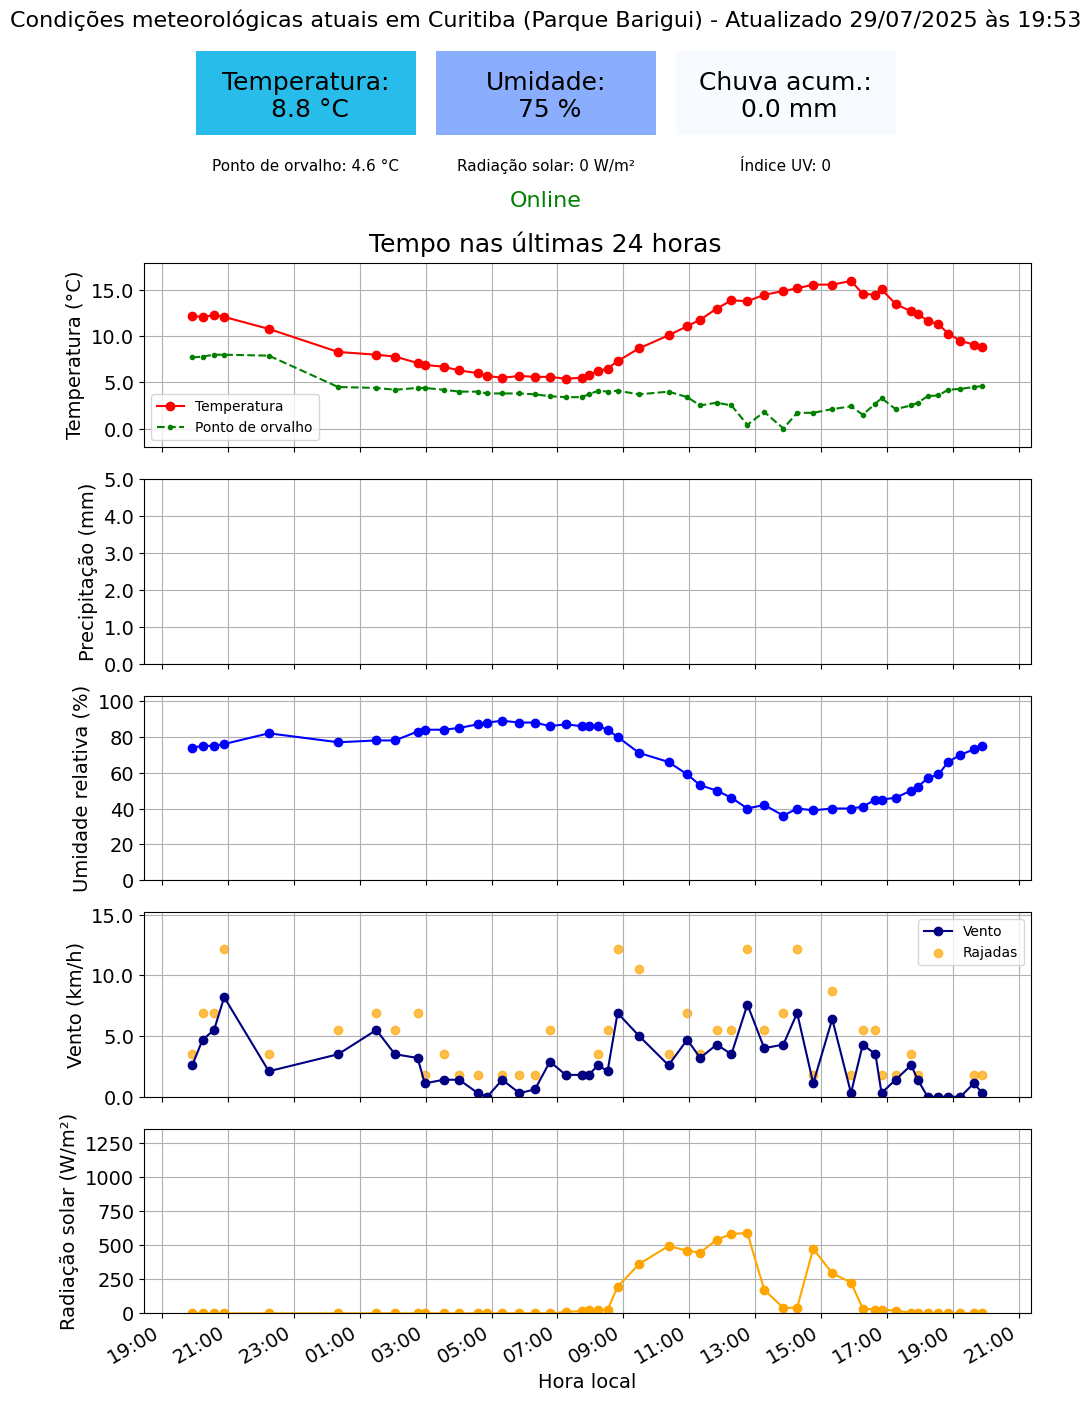 Condições meteorológicas atuais em Curitiba (Parque Barigui) - Atualizado 29/07/2025 às 19:53
Temperatura:
8.8 °C
Umidade:
75 %
Chuva acum.:
0.0 mm
Ponto de orvalho: 4.6 °C
Radiação solar: 0 W/m²
Índice UV: 0
Online
Tempo nas últimas 24 horas
Temperatura (°C)
15.0
10.0
5.0
0.0
Temperatura
Ponto de orvalho
Precipitação (mm)
5.0
4.0
3.0
2.0
1.0
0.0
Umidade relativa (%)
100
80
60
40
20
0
Vento (km/h)
15.0
10.0
5.0
0.0
Vento
Rajadas
Radiação solar (W/m²)
1250
1000
750
500
250
0
19:00
21:00
23:00
01:00
03:00
05:00
07:00
09:00
11:00
13:00
15:00
17:00
19:00
21:00
Hora local